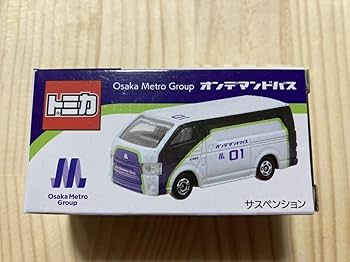 Osaka Metro Group オンデマンドバス
トミカ
オンデマンドバス
01
Osaka Metro
Group
サスペンション